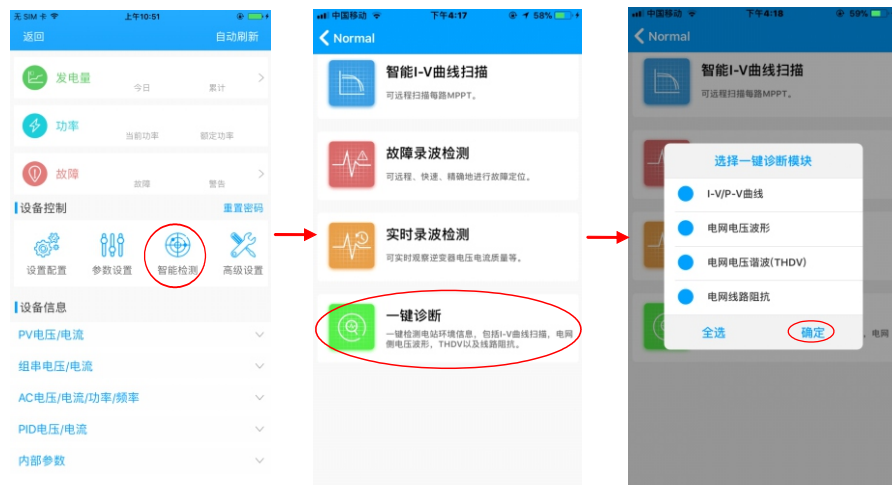 无 SIM 卡 上午10:51
返回 自动刷新
发电量 今日 累计
功率 当前功率 额定功率
故障 故障 警告
设备控制 重置密码
设置配置 参数设置 智能检测 高级设置
设备信息
PV电压/电流
组串电压/电流
AC电压/电流/功率/频率
PID电压/电流
内部参数
中国移动 下午4:17 58%
Normal
智能I-V曲线扫描
可远程扫描每路MPPT。
故障录波检测
可远程、快速、精确地进行故障定位。
实时录波检测
可实时观察逆变器电压电流质量等。
一键诊断
一键检测电站环境信息，包括I-V曲线扫描，电网
侧电压波形，THDV以及线路阻抗。
中国移动 下午4:18 59%
Normal
智能I-V曲线扫描
可远程扫描每路MPPT。
选择一键诊断模块
I-V/P-V曲线
电网电压波形
电网电压谐波(THDV)
电网线路阻抗
全选 确定
，电网